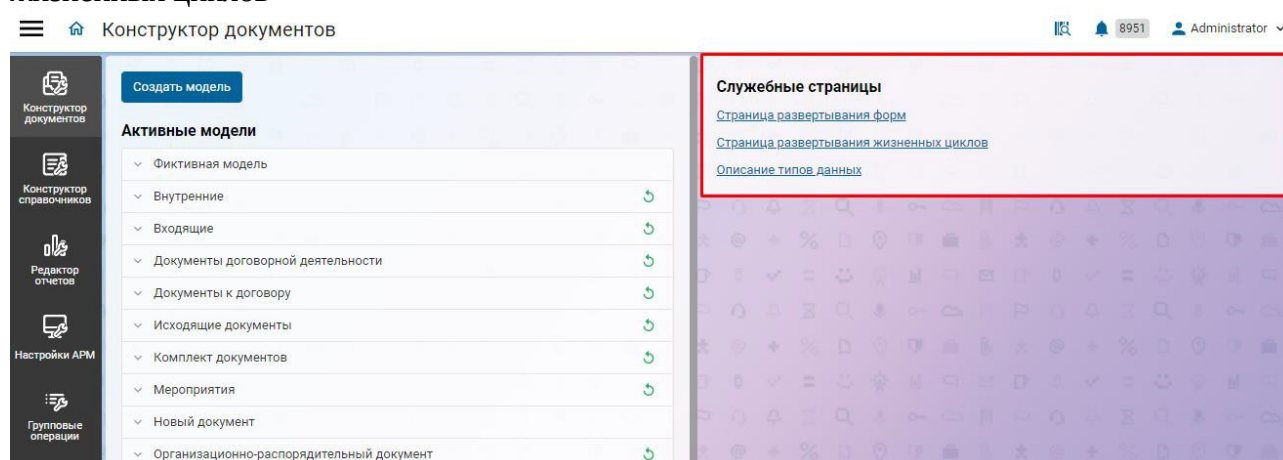 жизненных циклов
Конструктор документов
8951
Administrator
Конструктор
документов
Конструктор
справочников
Редактор
отчетов
Настройки АРМ
Групповые
операции
Создать модель
Активные модели
Фиктивная модель
Внутренние
Входящие
Документы договорной деятельности
Документы к договору
Исходящие документы
Комплект документов
Мероприятия
Новый документ
Организационно-распорядительный документ
Служебные страницы
Страница развертывания форм
Страница развертывания жизненных циклов
Описание типов данных